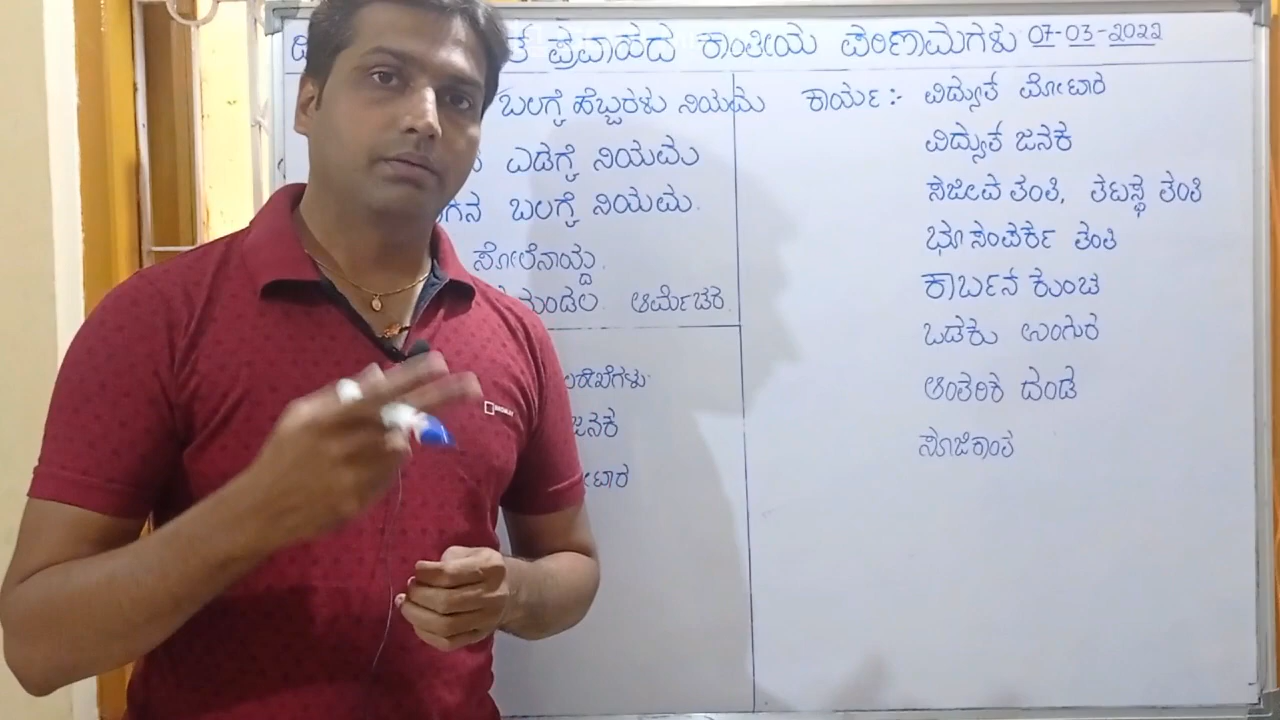 ಪ್ರವಾಹದ ಕಾಂತೀಯ ಪರಿಣಾಮಗಳು 07-03-2022
ಬಲಗೈ ಹೆಬ್ಬೆರಳು ನಿಯಮ
ಎಡಗೈ ನಿಯಮ
ಬಲಗೈ ನಿಯಮ.
ಸೋಲೆನಾಯ್ಡ.
ಆರ್ಮೆಚರ
ಕಾರ್ಯ :-
ವಿದ್ಯುತ ಮೋಟಾರ
ವಿದ್ಯುತ ಜನಕ
ಸಜೀವ ತಂತಿ, ತಟಸ್ಥ ತಂತಿ
ಭೂಸಂಪರ್ಕ ತಂತಿ
ಕಾರ್ಬನ ಕುಂಚ
ಒಡಕು ಉಂಗುರ
ಆಂತರಿಕ ದಂಡ
ಸೂಜಿಕಾಂತ